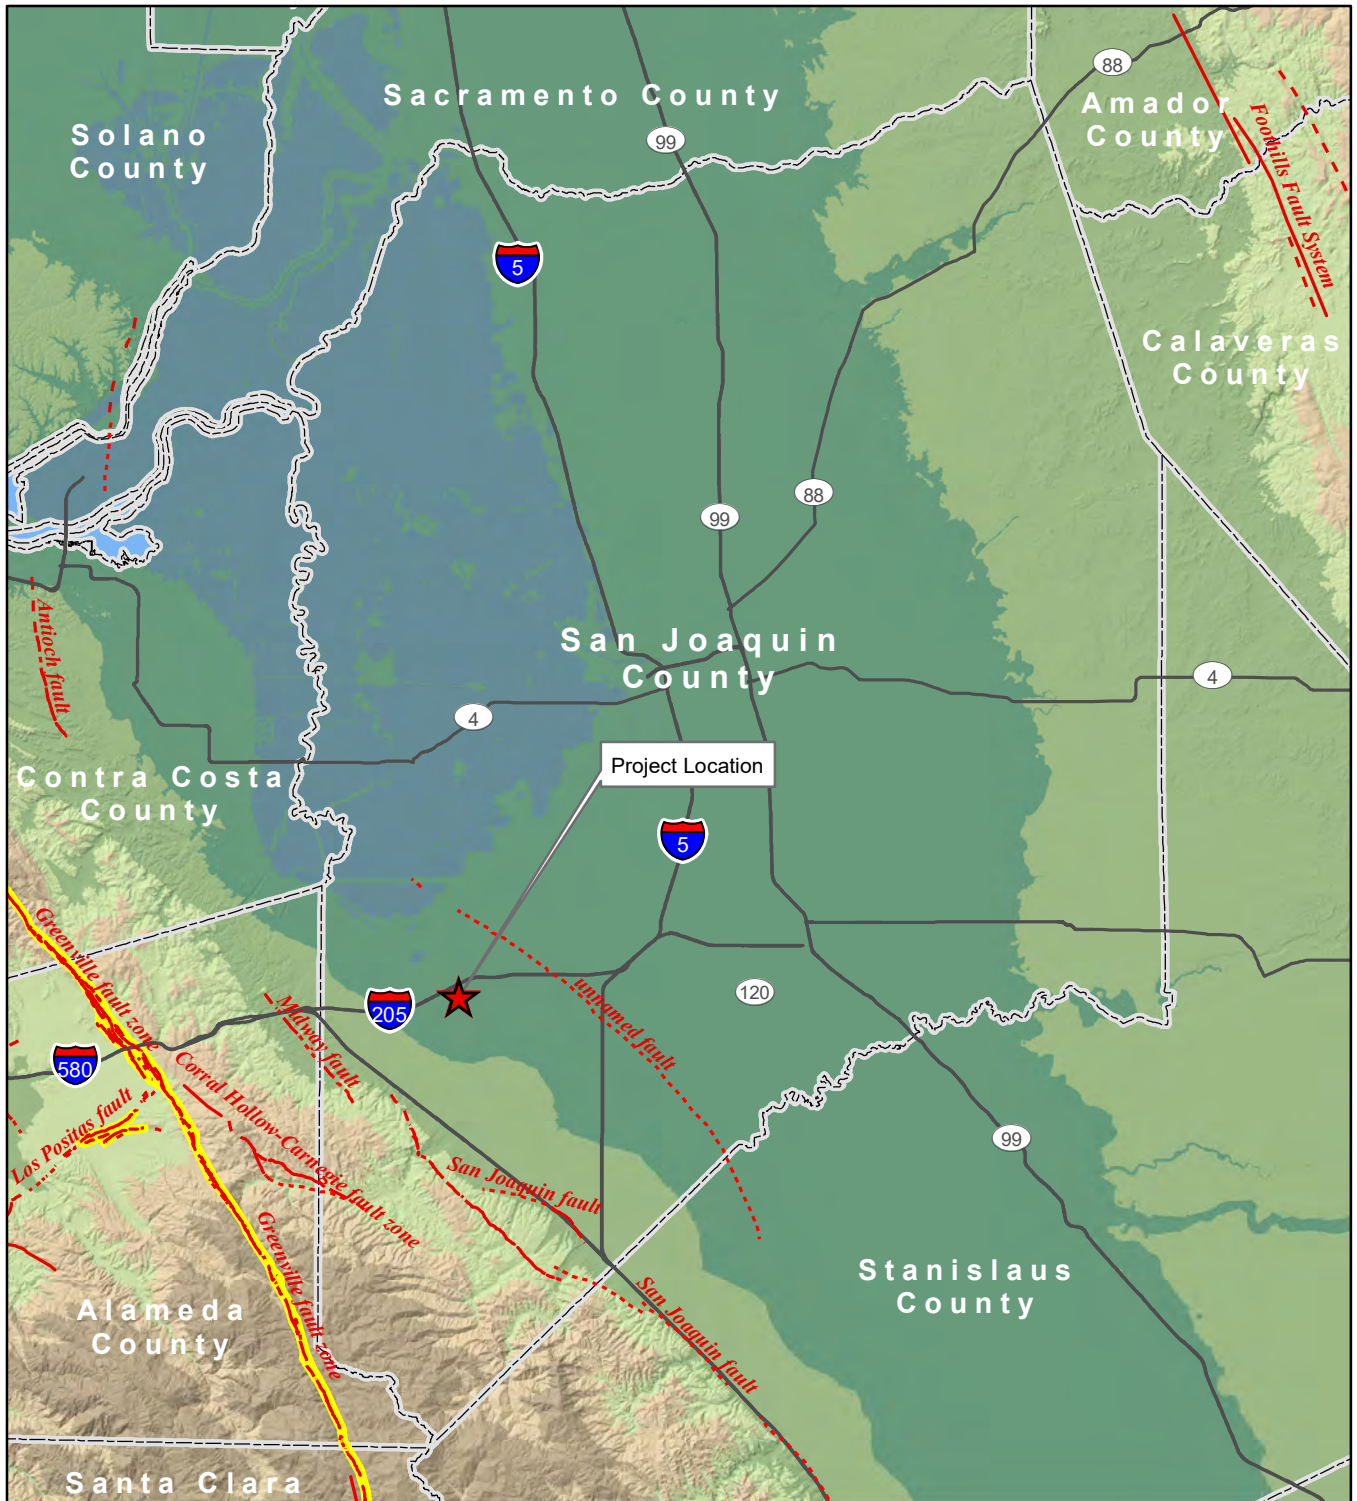 Sacramento County
88
Amador
County
Solano
County
99
Foothills Fault System
5
Calaveras
County
88
99
Antioch fault
San Joaquin
County
4
4
Project Location
Contra Costa
County
5
Greenville fault zone
unnamed fault
120
Midway fault
205
580
Corral Hollow-Carnegie fault zone
Los Positas fault
99
San Joaquin fault
Greenville fault zone
Stanislaus
County
San Joaquin fault
Alameda
County
Santa Clara